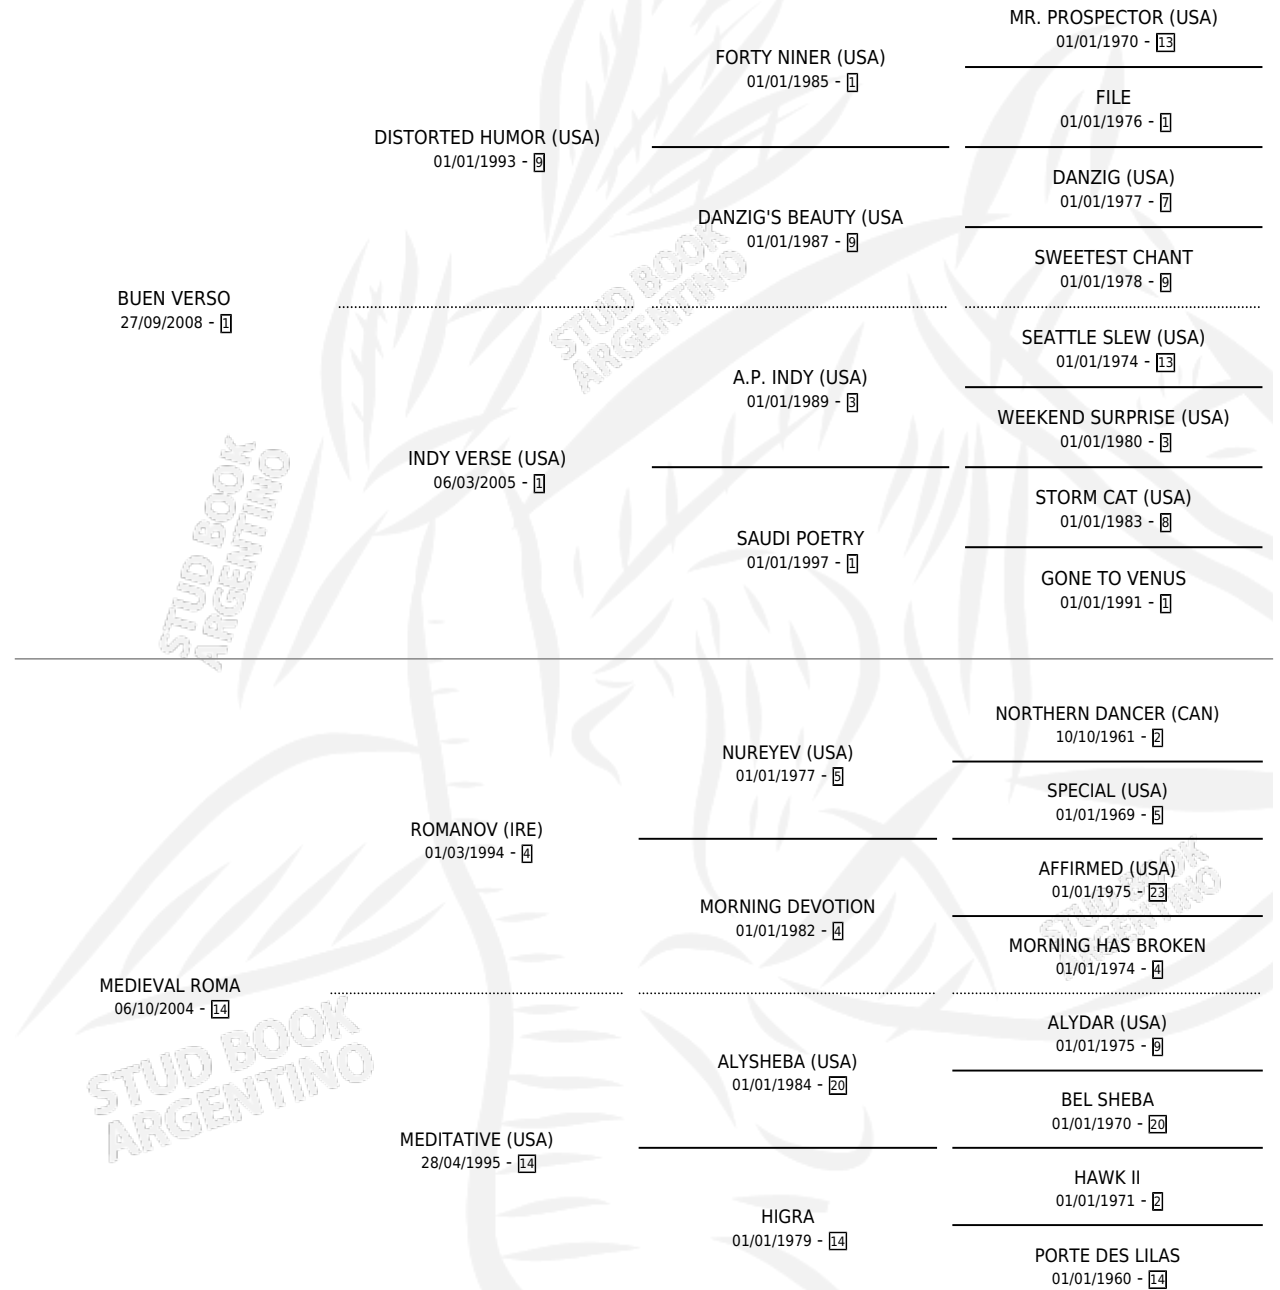 MR. PROSPECTOR (USA)
01/01/1970 - 13
FORTY NINER (USA)
01/01/1985 - 1
FILE
01/01/1976 - 1
DISTORTED HUMOR (USA)
01/01/1993 - 9
DANZIG (USA)
01/01/1977 - 7
DANZIG'S BEAUTY (USA
01/01/1987 - 9
SWEETEST CHANT
01/01/1978 - 9
BUEN VERSO
27/09/2008 - 1
SEATTLE SLEW (USA)
01/01/1974 - 13
A.P. INDY (USA)
01/01/1989 - 3
WEEKEND SURPRISE (USA)
01/01/1980 - 3
INDY VERSE (USA)
06/03/2005 - 1
STORM CAT (USA)
01/01/1983 - 8
SAUDI POETRY
01/01/1997 - 1
GONE TO VENUS
01/01/1991 - 1
STUD BOOK
ARGENTINO
STUD BOOK
ARGENTINO
NORTHERN DANCER (CAN)
10/10/1961 - 2
NUREYEV (USA)
01/01/1977 - 5
SPECIAL (USA)
01/01/1969 - 5
ROMANOV (IRE)
01/03/1994 - 4
AFFIRMED (USA)
01/01/1975 - 23
MORNING DEVOTION
01/01/1982 - 4
MORNING HAS BROKEN
01/01/1974 - 4
MEDIEVAL ROMA
06/10/2004 - 14
ALYDAR (USA)
01/01/1975 - 9
ALYSHEBA (USA)
01/01/1984 - 20
BEL SHEBA
01/01/1970 - 20
MEDITATIVE (USA)
28/04/1995 - 14
HAWK II
01/01/1971 - 2
HIGRA
01/01/1979 - 14
PORTE DES LILAS
01/01/1960 - 14
STUD BOOK
ARGENTINO
STUD BOOK
ARGENTINO